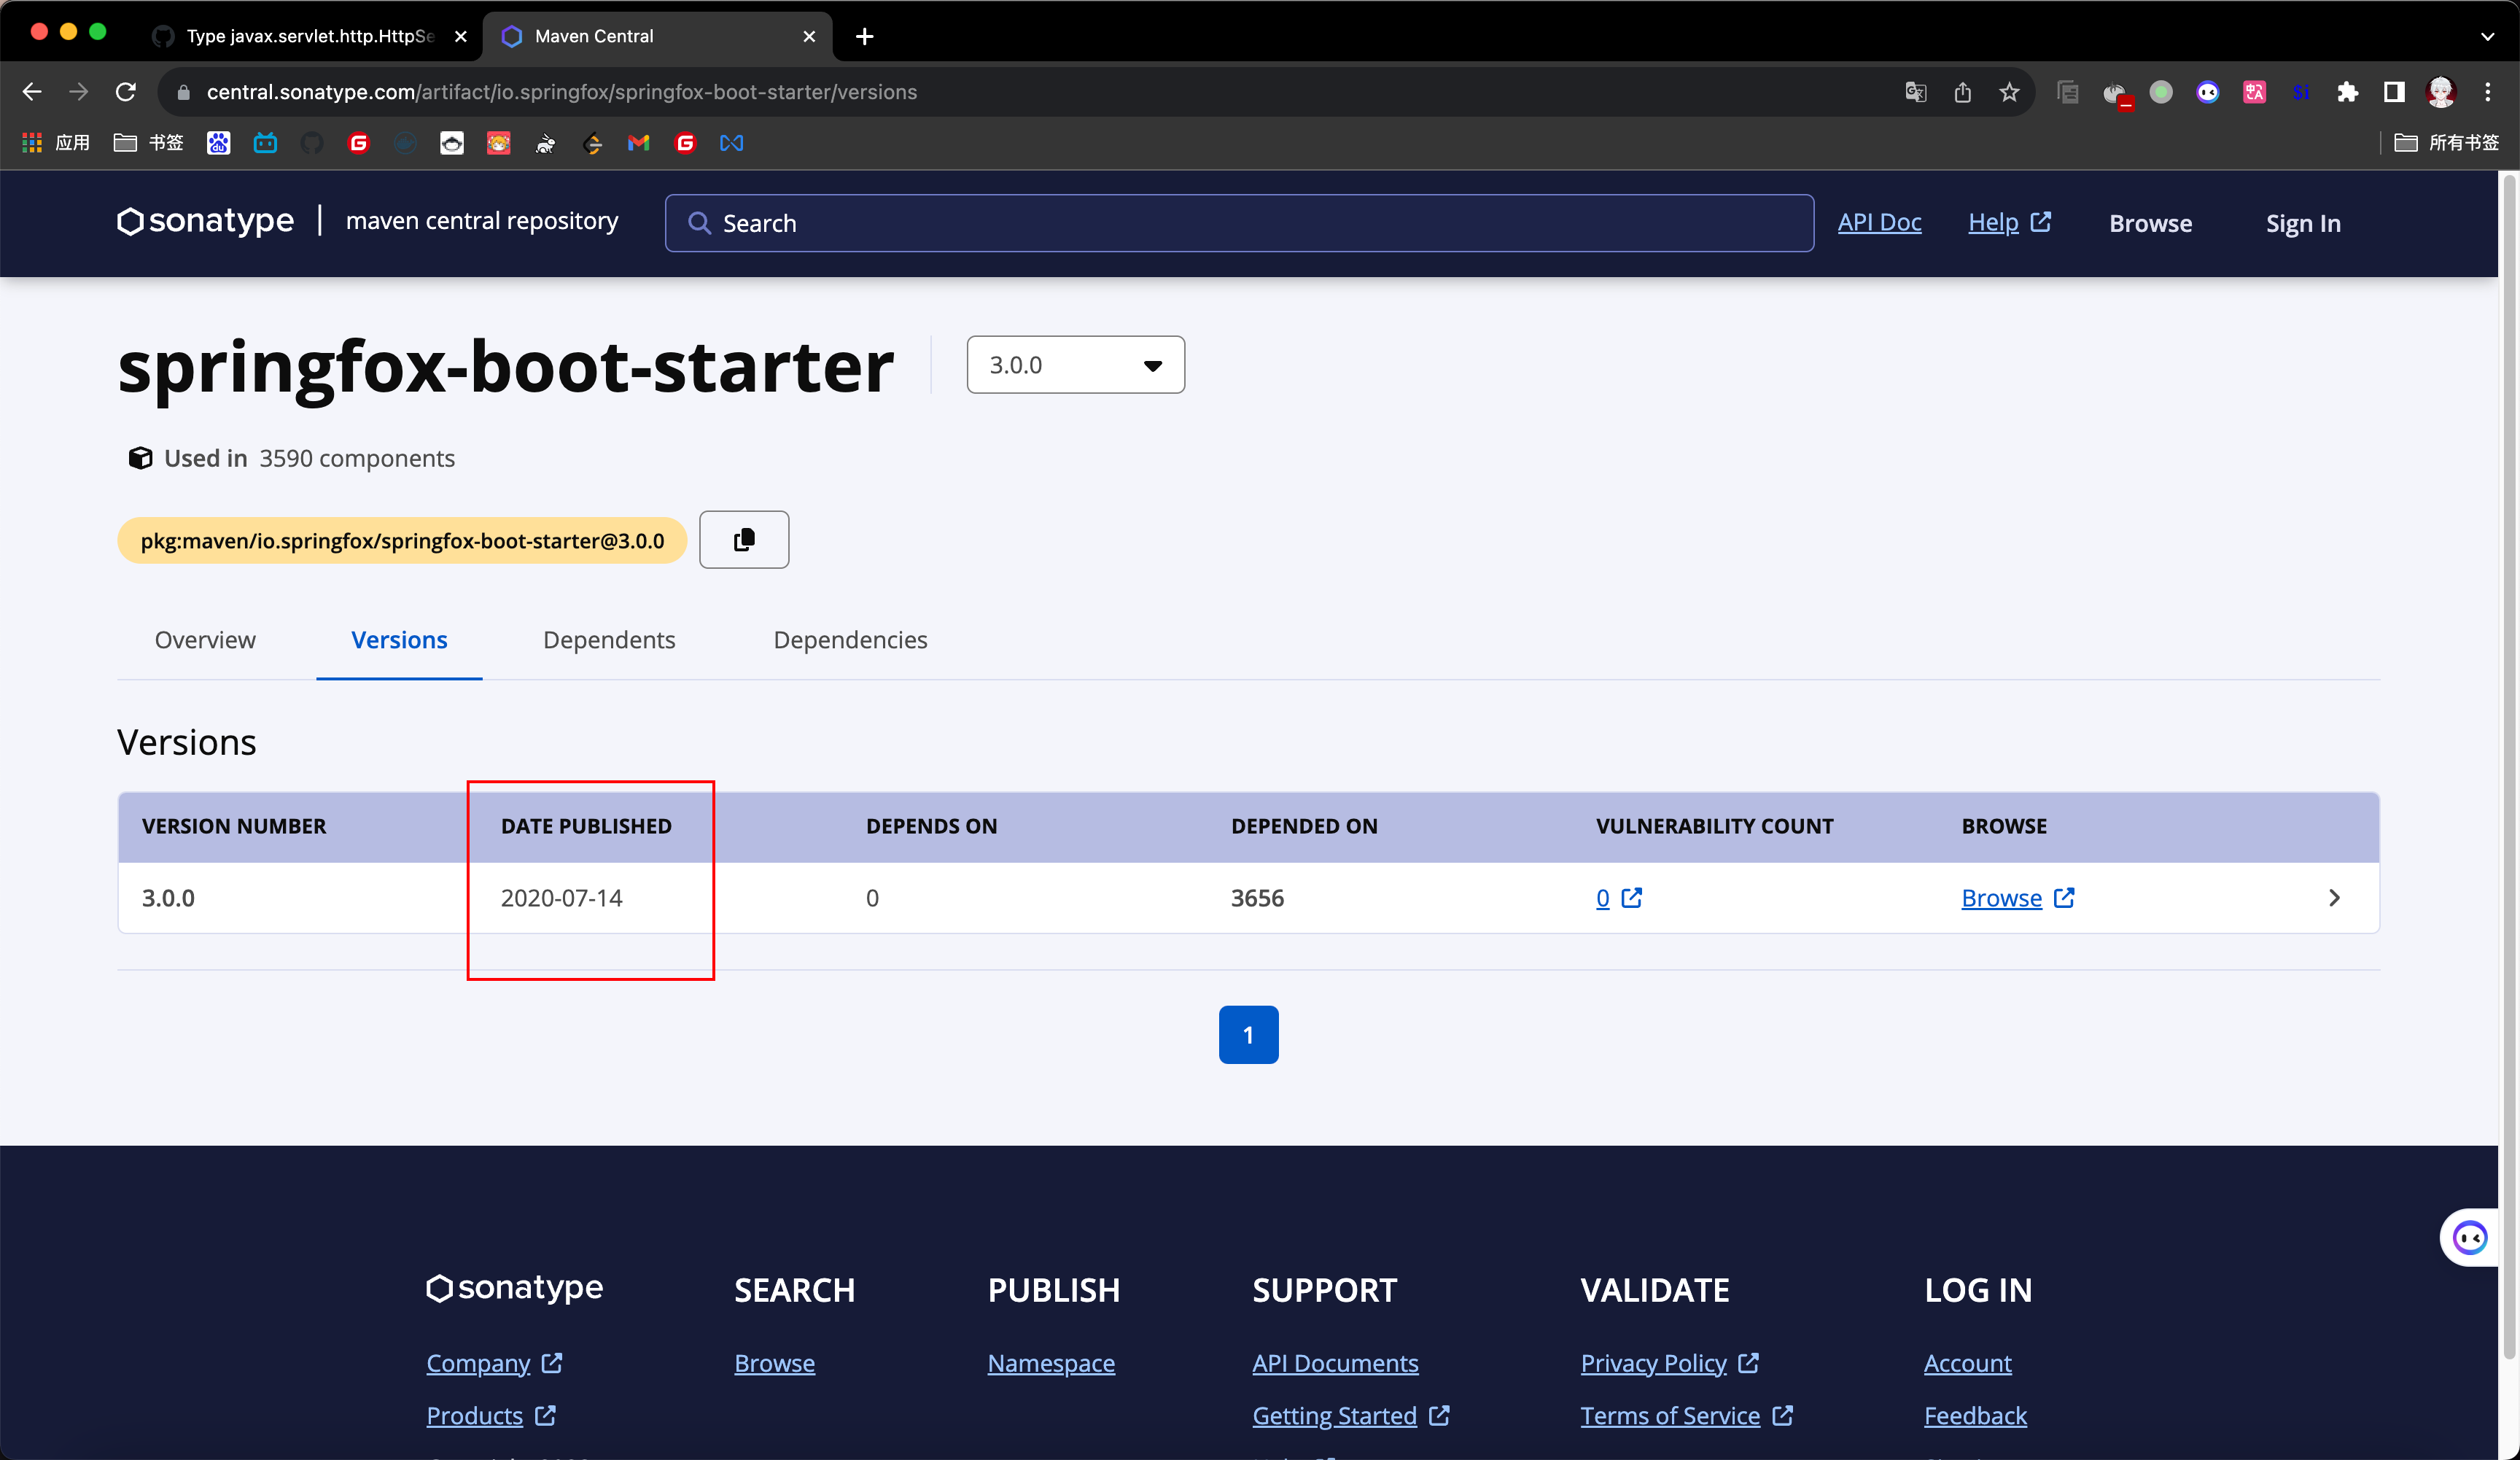 Type javax.servlet.http.HttpSe
Maven Central
central.sonatype.com/artifact/io.springfox/springfox-boot-starter/versions
应用
书签
所有书签
sonatype | maven central repository
Search
API Doc
Help
Browse
Sign In
springfox-boot-starter
3.0.0
Used in 3590 components
pkg:maven/io.springfox/springfox-boot-starter@3.0.0
Overview
Versions
Dependents
Dependencies
Versions
VERSION NUMBER DATE PUBLISHED DEPENDS ON DEPENDED ON VULNERABILITY COUNT BROWSE
3.0.0 2020-07-14 0 3656 0 Browse
1
sonatype
SEARCH
PUBLISH
SUPPORT
VALIDATE
LOG IN
Company
Browse
Namespace
API Documents
Privacy Policy
Account
Products
Getting Started
Terms of Service
Feedback